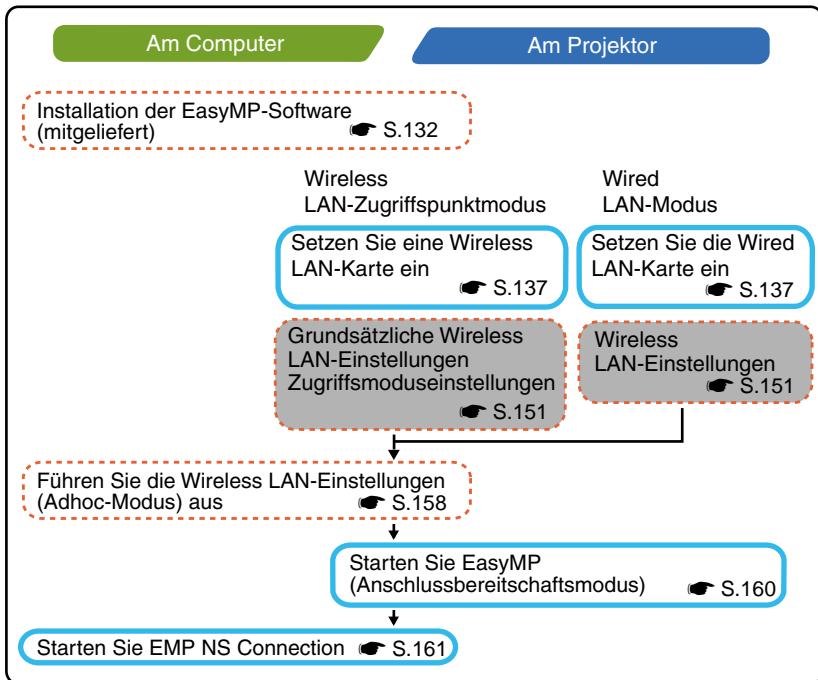 Am Computer
Am Projektor
Installation der EasyMP-Software
(mitgeliefert) ☛ S.132
Wireless
LAN-Zugriffspunktmodus
Setzen Sie eine Wireless
LAN-Karte ein
☛ S.137
Grundsätzliche Wireless
LAN-Einstellungen
Zugriffsmoduseinstellungen
☛ S.151
Wired
LAN-Modus
Setzen Sie die Wired
LAN-Karte ein
☛ S.137
Wireless
LAN-Einstellungen
☛ S.151
Führen Sie die Wireless LAN-Einstellungen
(Adhoc-Modus) aus ☛ S.158
Starten Sie EasyMP
(Anschlussbereitschaftsmodus) ☛ S.160
Starten Sie EMP NS Connection ☛ S.161